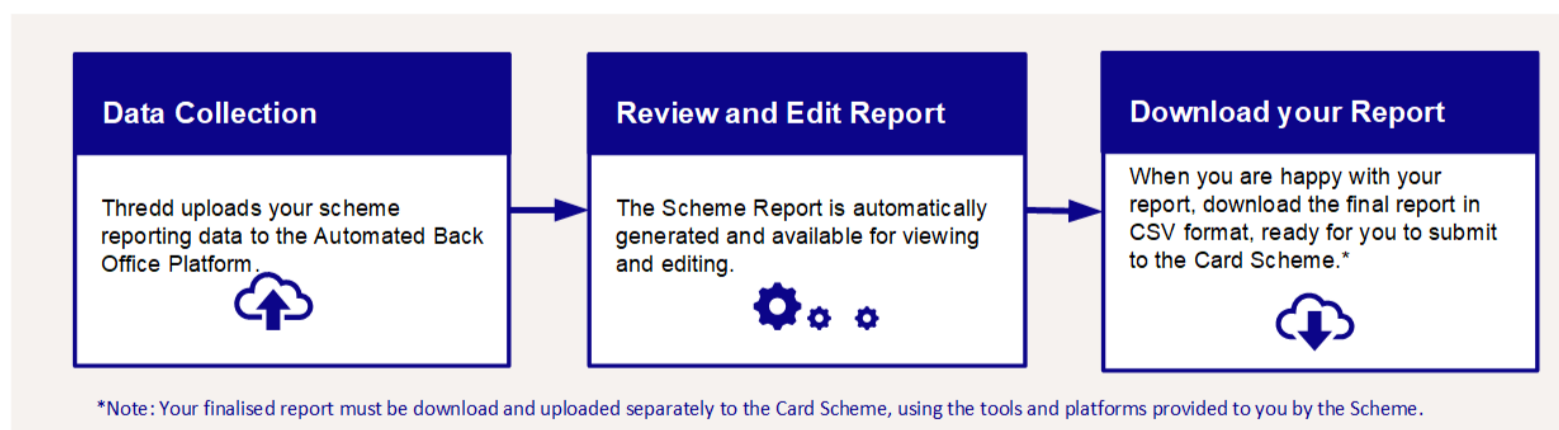 Data Collection
Thredd uploads your scheme
reporting data to the Automated Back
Office Platform.
Review and Edit Report
The Scheme Report is automatically
generated and available for viewing
and editing.
Download your Report
When you are happy with your
report, download the final report in
CSV format, ready for you to submit
to the Card Scheme.*
*Note: Your finalised report must be download and uploaded separately to the Card Scheme, using the tools and platforms provided to you by the Scheme.